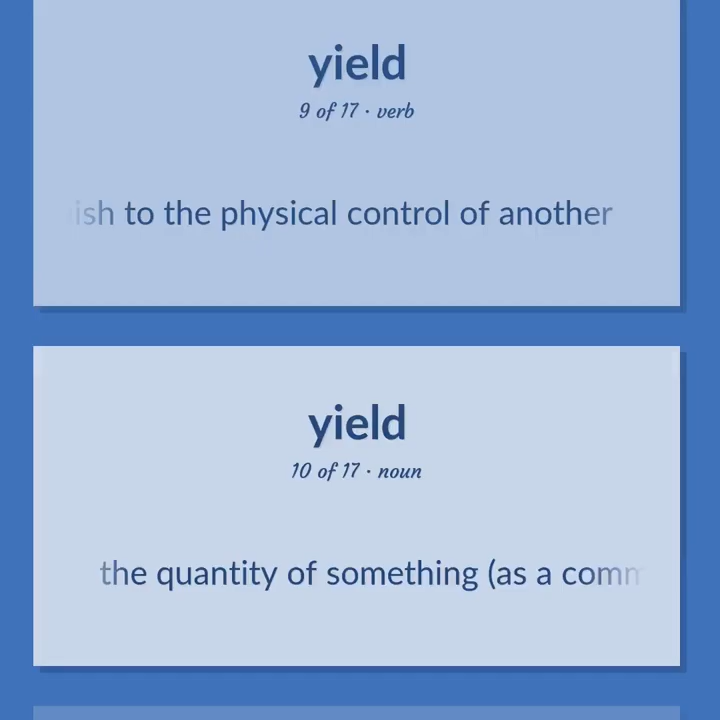 yield
9 of 17 · verb
ish to the physical control of another
yield
10 of 17 · noun
the quantity of something (as a comm